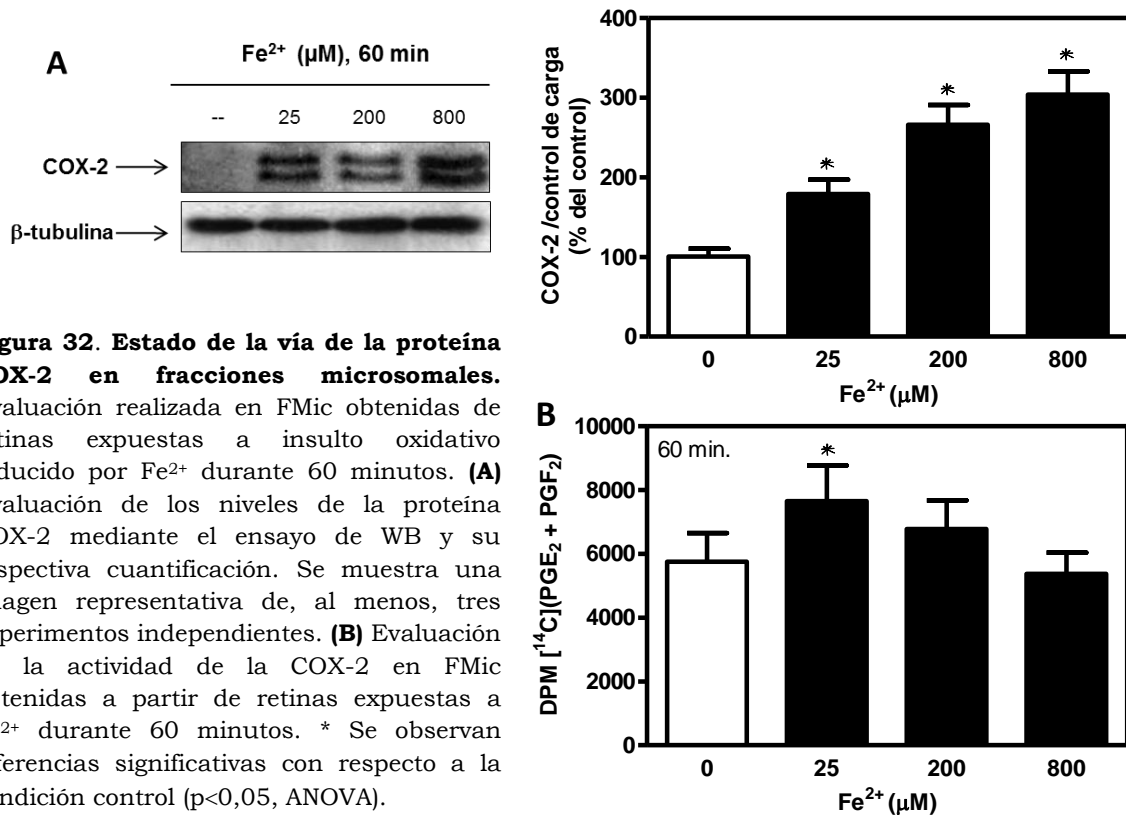 A
Fe²⁺ (μM), 60 min
-- 25 200 800
COX-2
β-tubulina
gura 32. Estado de la vía de la proteína
OX-2 en fracciones microsomales.
valuación realizada en FMic obtenidas de
tinas expuestas a insulto oxidativo
ducido por Fe²⁺ durante 60 minutos. (A)
valuación de los niveles de la proteína
OX-2 mediante el ensayo de WB y su
spectiva cuantificación. Se muestra una
agen representativa de, al menos, tres
perimentos independientes. (B) Evaluación
la actividad de la COX-2 en FMic
tenidas a partir de retinas expuestas a
²⁺ durante 60 minutos. * Se observan
ferencias significativas con respecto a la
ndición control (p<0,05, ANOVA).
COX-2 /control de carga
(% del control)
400
300
200
100
0
* * *
0 25 200 800
Fe²⁺ (μM)
B
DPM [¹⁴C](PGE₂ + PGF₂)
60 min.
10000
8000
6000
4000
2000
0
*
0 25 200 800
Fe²⁺ (μM)